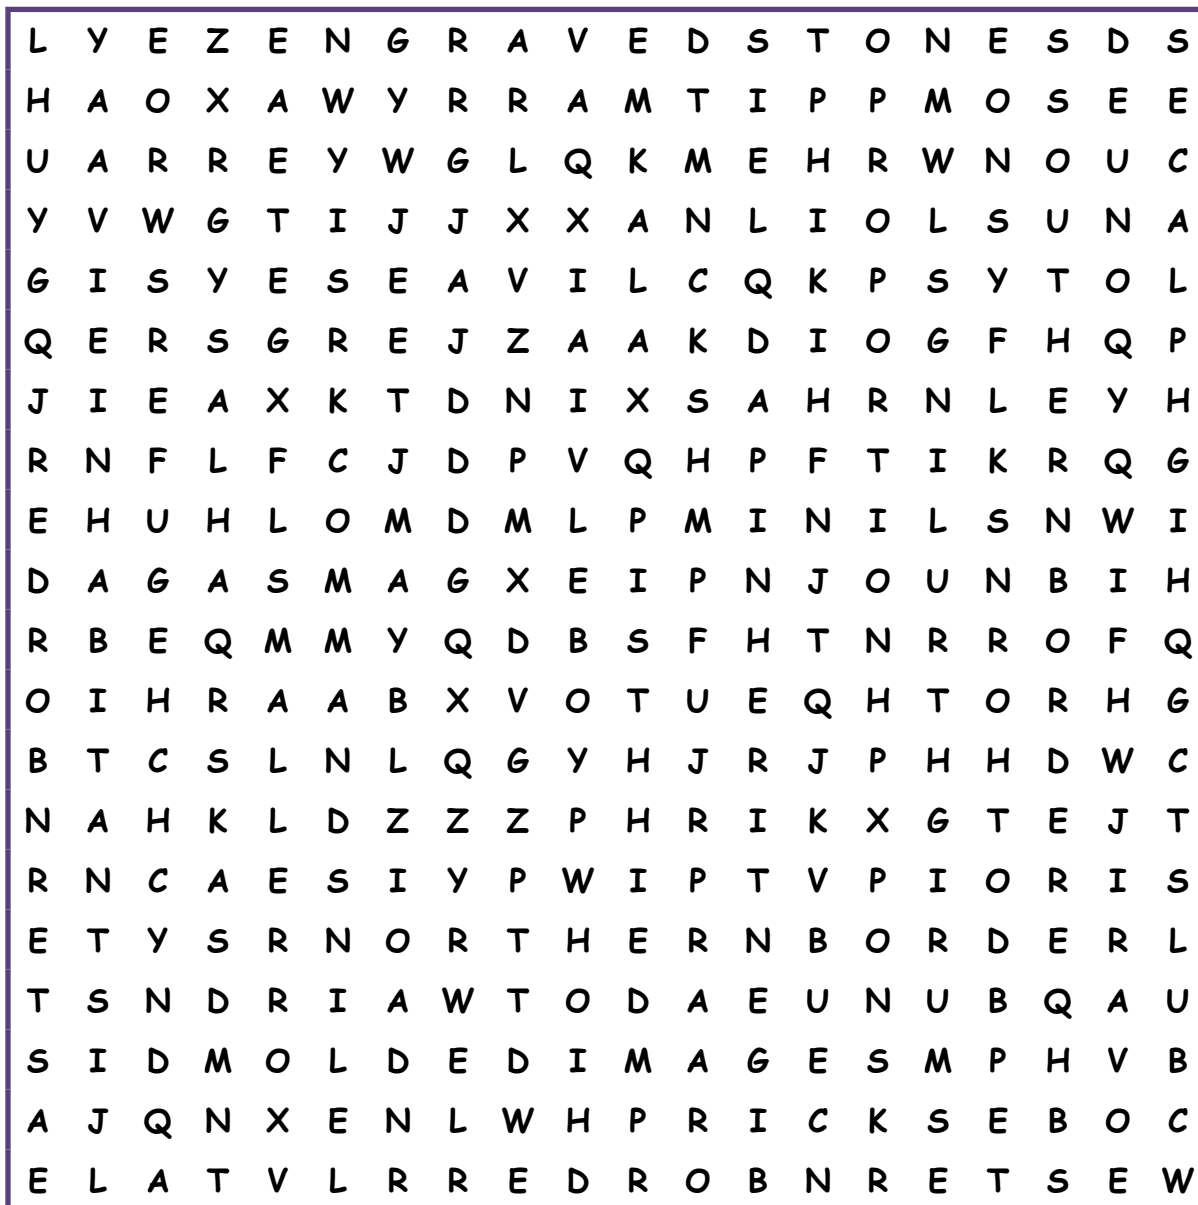 L Y E Z E N G R A V E D S T O N E S D S
H A O X A W Y R R A M T I P P M O S E E
U A R R E Y W G L Q K M E H R W N O U C
Y V W G T I J J X X A N L I O L S U N A
G I S Y E S E A V I L C Q K P S Y T O L
Q E R S G R E J Z A A K D I O G F H Q P
J I E A X K T D N I X S A H R N L E Y H
R N F L F C J D P V Q H P F T I K R Q G
E H U H L O M D M L P M I N I L S N W I
D A G A S M A G X E I P N J O U N B I H
R B E Q M M Y Q D B S F H T N R R O F Q
O I H R A A B X V O T U E Q H T O R H G
B T C S L N L Q G Y H J R J P H H D W C
N A H K L D Z Z Z P H R I K X G T E J T
R N C A E S I Y P W I P T V P I O R I S
E T Y S R N O R T H E R N B O R D E R L
T S N D R I A W T O D A E U N U B Q A U
S I D M O L D E D I M A G E S M P H V B
A J Q N X E N L W H P R I C K S E B O C
E L A T V L R R E D R O B N R E T S E W